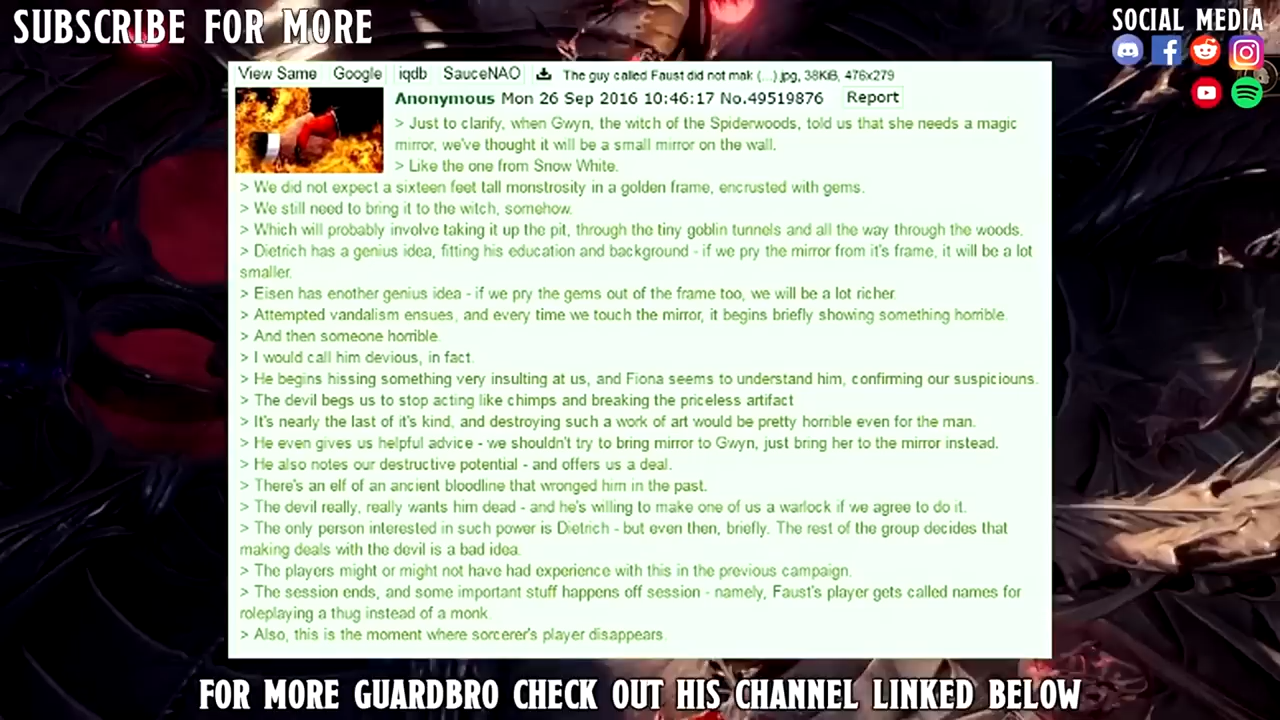 SUBSCRIBE FOR MORE
SOCIAL MEDIA
View Same Google iqdb SauceNAO The guy called Faust did not mak (...).jpg, 38KiB, 476x279
Anonymous Mon 26 Sep 2016 10:46:17 No.49519876 Report
> Just to clarify, when Gwyn, the witch of the Spiderwoods, told us that she needs a magic
mirror, we've thought it will be a small mirror on the wall.
> Like the one from Snow White.
> We did not expect a sixteen feet tall monstrosity in a golden frame, encrusted with gems.
> We still need to bring it to the witch, somehow.
> Which will probably involve taking it up the pit, through the tiny goblin tunnels and all the way through the woods.
> Dietrich has a genius idea, fitting his education and background - if we pry the mirror from it's frame, it will be a lot
smaller.
> Eisen has enother genius idea - if we pry the gems out of the frame too, we will be a lot richer.
> Attempted vandalism ensues, and every time we touch the mirror, it begins briefly showing something horrible.
> And then someone horrible.
> I would call him devious, in fact.
> He begins hissing something very insulting at us, and Fiona seems to understand him, confirming our suspiciouns.
> The devil begs us to stop acting like chimps and breaking the priceless artifact
> It's nearly the last of it's kind, and destroying such a work of art would be pretty horrible even for the man.
> He even gives us helpful advice - we shouldn't try to bring mirror to Gwyn, just bring her to the mirror instead.
> He also notes our destructive potential - and offers us a deal.
> There's an elf of an ancient bloodline that wronged him in the past.
> The devil really, really wants him dead - and he's willing to make one of us a warlock if we agree to do it.
> The only person interested in such power is Dietrich - but even then, briefly. The rest of the group decides that
making deals with the devil is a bad idea.
> The players might or might not have had experience with this in the previous campaign.
> The session ends, and some important stuff happens off session - namely, Faust's player gets called names for
roleplaying a thug instead of a monk.
> Also, this is the moment where sorcerer's player disappears.
FOR MORE GUARDBRO CHECK OUT HIS CHANNEL LINKED BELOW